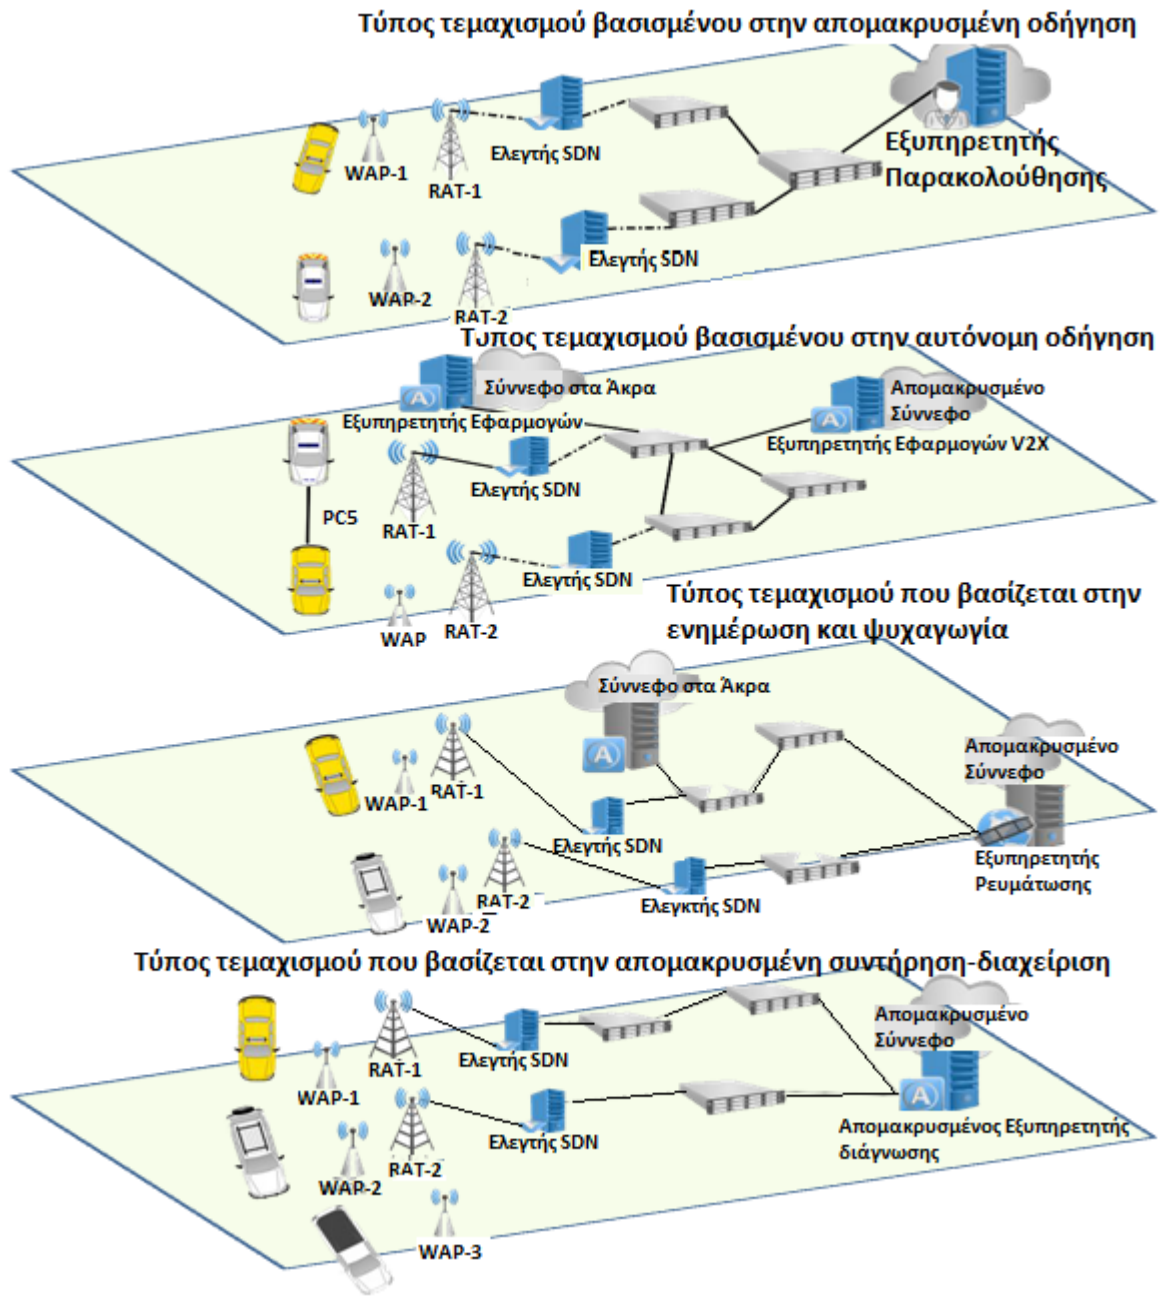 Τύπος τεμαχισμού βασισμένου στην απομακρυσμένη οδήγηση
WAP-1
RAT-1
Ελεγτής SDN
Εξυπηρετητής
Παρακολούθησης
WAP-2
RAT-2
Ελεγτής SDN
Τύπος τεμαχισμού βασισμένου στην αυτόνομη οδήγηση
Σύννεφο στα Άκρα
A
Εξυπηρετητής Εφαρμογών
Απομακρυσμένο
Σύννεφο
A
Εξυπηρετητής Εφαρμογών V2X
Ελεγτής SDN
RAT-1
PC5
Ελεγτής SDN
WAP
RAT-2
Τύπος τεμαχισμού που βασίζεται στην
ενημέρωση και ψυχαγωγία
Σύννεφο στα Άκρα
A
Απομακρυσμένο
Σύννεφο
WAP-1
RAT-1
Ελεγτής SDN
Εξυπηρετητής
Ρευμάτωσης
WAP-2
RAT-2
Ελεγκτής SDN
Τύπος τεμαχισμού που βασίζεται στην απομακρυσμένη συντήρηση-διαχείριση
Απομακρυσμένο
Σύννεφο
RAT-1
Ελεγτής SDN
WAP-1
A
Απομακρυσμένος Εξυπηρετητής
διάγνωσης
Ελεγτής SDN
RAT-2
WAP-2
WAP-3